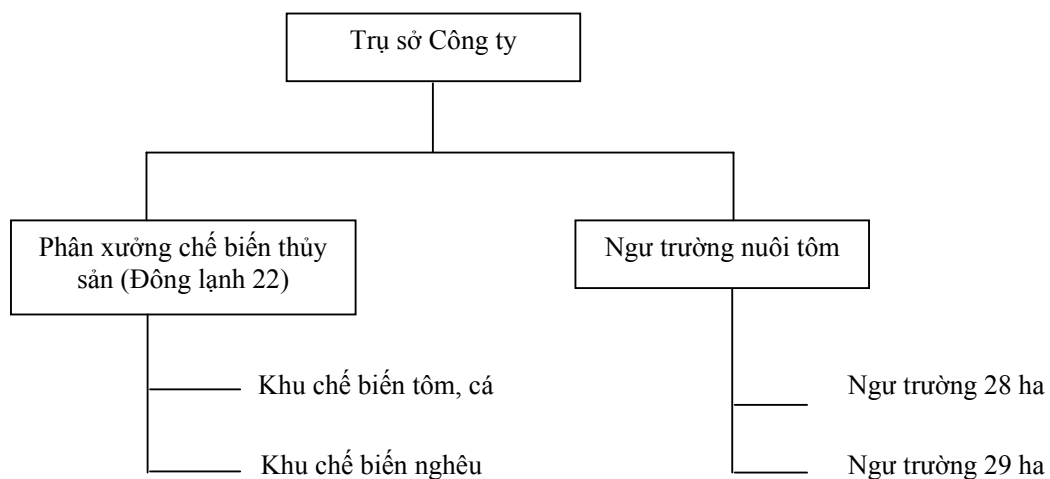 Trụ sở Công ty
Phân xưởng chế biến thủy
sản (Đông lạnh 22)
Ngư trường nuôi tôm
Khu chế biến tôm, cá
Ngư trường 28 ha
Khu chế biến nghêu
Ngư trường 29 ha